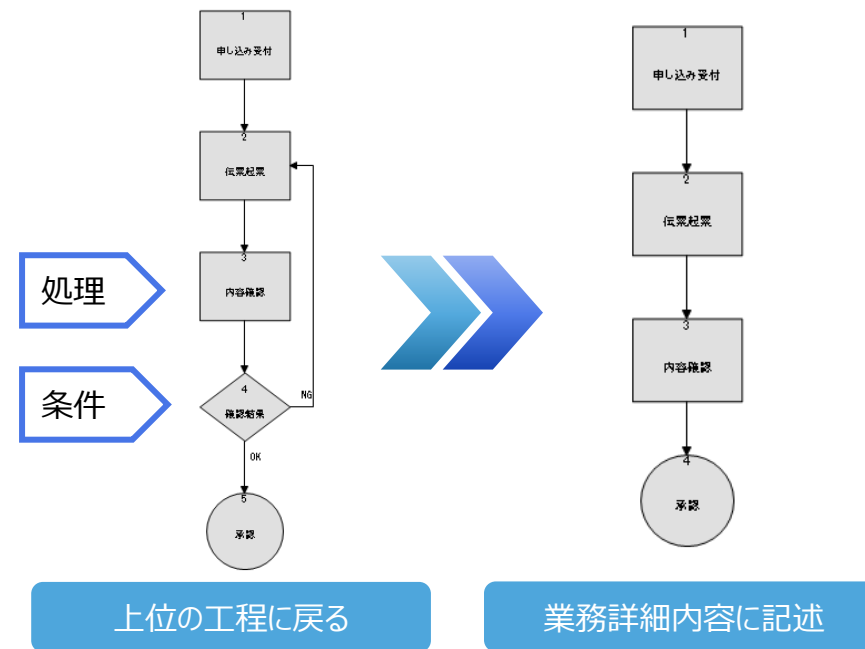 1
申し込み受付
2
伝票起票
3
内容確認
処理
条件
4
確認結果
NG
OK
5
承認
上位の工程に戻る
1
申し込み受付
2
伝票起票
3
内容確認
4
承認
業務詳細内容に記述